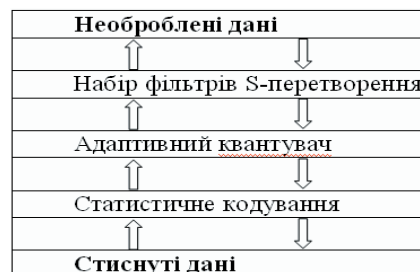 Необроблені дані
Набір фільтрів S-перетворення
Адаптивний квантувач
Статистичне кодування
Стиснуті дані